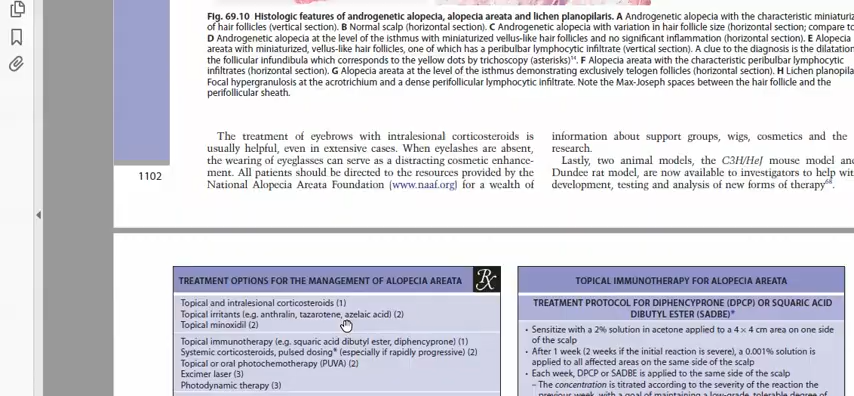 Fig. 69.10 Histologic features of androgenetic alopecia, alopecia areata and lichen planopilaris. A Androgenetic alopecia with the characteristic
of hair follicles (vertical section). B Normal scalp (horizontal section). C Androgenetic alopecia with variation in hair follicle size (horizontal section; compare to
D Androgenetic alopecia at the level of the isthmus with miniaturized vellus-like hair follicles and no significant inflammation (horizontal section). E Alopecia
areata with miniaturized, vellus-like hair follicles, one of which has a peribulbar lymphocytic infiltrate (vertical section). A clue to the diagnosis is the dilation
the follicular infundibula which corresponds to the yellow dots by trichoscopy (asterisks)¹⁴. F Alopecia areata with the characteristic peribulbar lymphocytic
infiltrates (horizontal section). G Alopecia areata at the level of the isthmus demonstrating exclusively telogen follicles (horizontal section). H Lichen
Focal hypergranulosis at the acrotrichium and a dense perifollicular lymphocytic infiltrate. Note the Max-Joseph spaces between the hair follicle and the
perifollicular sheath.
The treatment of eyebrows with intralesional corticosteroids is
usually helpful, even in extensive cases. When eyelashes are absent,
the wearing of eyeglasses can serve as a distracting cosmetic enhance-
ment. All patients should be directed to the resources provided by the
National Alopecia Areata Foundation (www.naaf.org) for a wealth of
information about support groups, wigs, cosmetics and the
research.
Lastly, two animal models, the C3H/HeJ mouse model and
Dundee rat model, are now available to investigators to help with
development, testing and analysis of new forms of therapy⁶⁸.
1102
TREATMENT OPTIONS FOR THE MANAGEMENT OF ALOPECIA AREATA
Rx
Topical and intralesional corticosteroids (1)
Topical irritants (e.g. anthralin, tazarotene, azelaic acid) (2)
Topical minoxidil (2)
Topical immunotherapy (e.g. squaric acid dibutyl ester, diphencyprone) (1)
Systemic corticosteroids, pulsed dosing* (especially if rapidly progressive) (2)
Topical or oral photochemotherapy (PUVA) (2)
Excimer laser (3)
Photodynamic therapy (3)
TOPICAL IMMUNOTHERAPY FOR ALOPECIA AREATA
TREATMENT PROTOCOL FOR DIPHENCYPRONE (DPCP) OR SQUARIC ACID
DIBUTYL ESTER (SADBE)*
• Sensitize with a 2% solution in acetone applied to a 4 × 4 cm area on one side
of the scalp
• After 1 week (2 weeks if the initial reaction is severe), a 0.001% solution is
applied to all affected areas on the same side of the scalp
• Each week, DPCP or SADBE is applied to the same side of the scalp
– The concentration is titrated according to the severity of the reaction the
previous week, with a goal of maintaining a low-grade, tolerable degree of